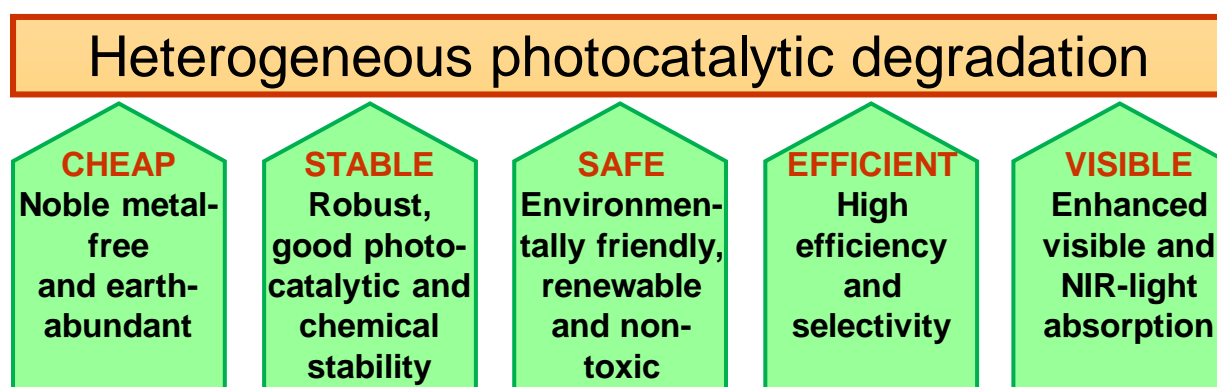 Heterogeneous photocatalytic degradation
CHEAP
Noble metal-
free
and earth-
abundant
STABLE
Robust,
good photo-
catalytic and
chemical
stability
SAFE
Environmen-
tally friendly,
renewable
and non-
toxic
EFFICIENT
High
efficiency
and
selectivity
VISIBLE
Enhanced
visible and
NIR-light
absorption